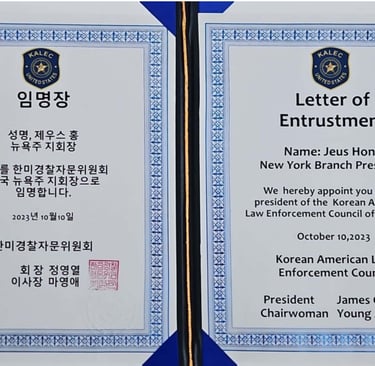 KALEC
UNITED STATES
임명장
성명, 제우스 홍
뉴욕주 지회장
를 한미경찰자문위원회
국 뉴욕주 지회장으로
임명합니다.
2023년 10월 10일
한미경찰자문위원회
회 장 정영열
이사장 마영애
KALEC
UNITED STATES
Letter of
Entrustmen
Name: Jeus Hon
New York Branch Pres
We hereby appoint you
president of the Korean A
Law Enforcement Council of
October 10,2023
Korean American L
Enforcement Coun
President James C
Chairwoman Young